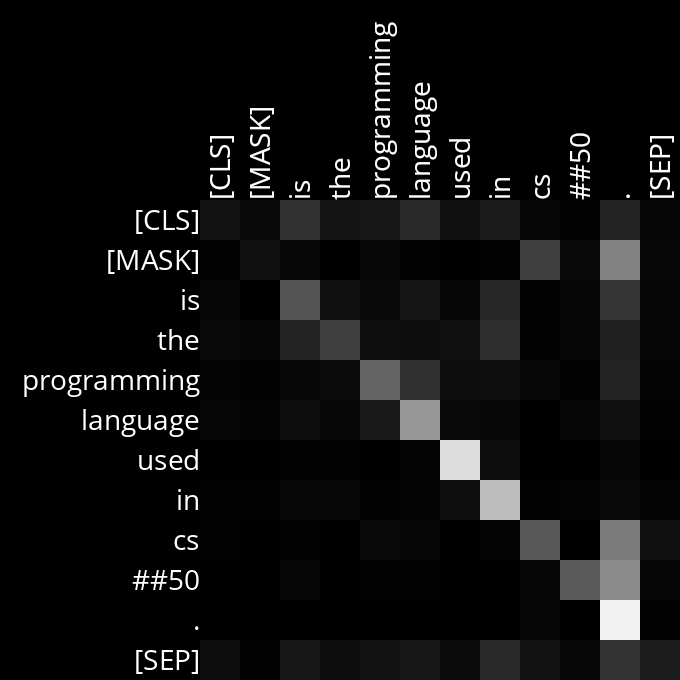 [CLS]
[MASK]
is
the
programming
language
used
in
cs
##50
.
[SEP]
[CLS]
[MASK]
is
the
programming
language
used
in
cs
##50
.
[SEP]